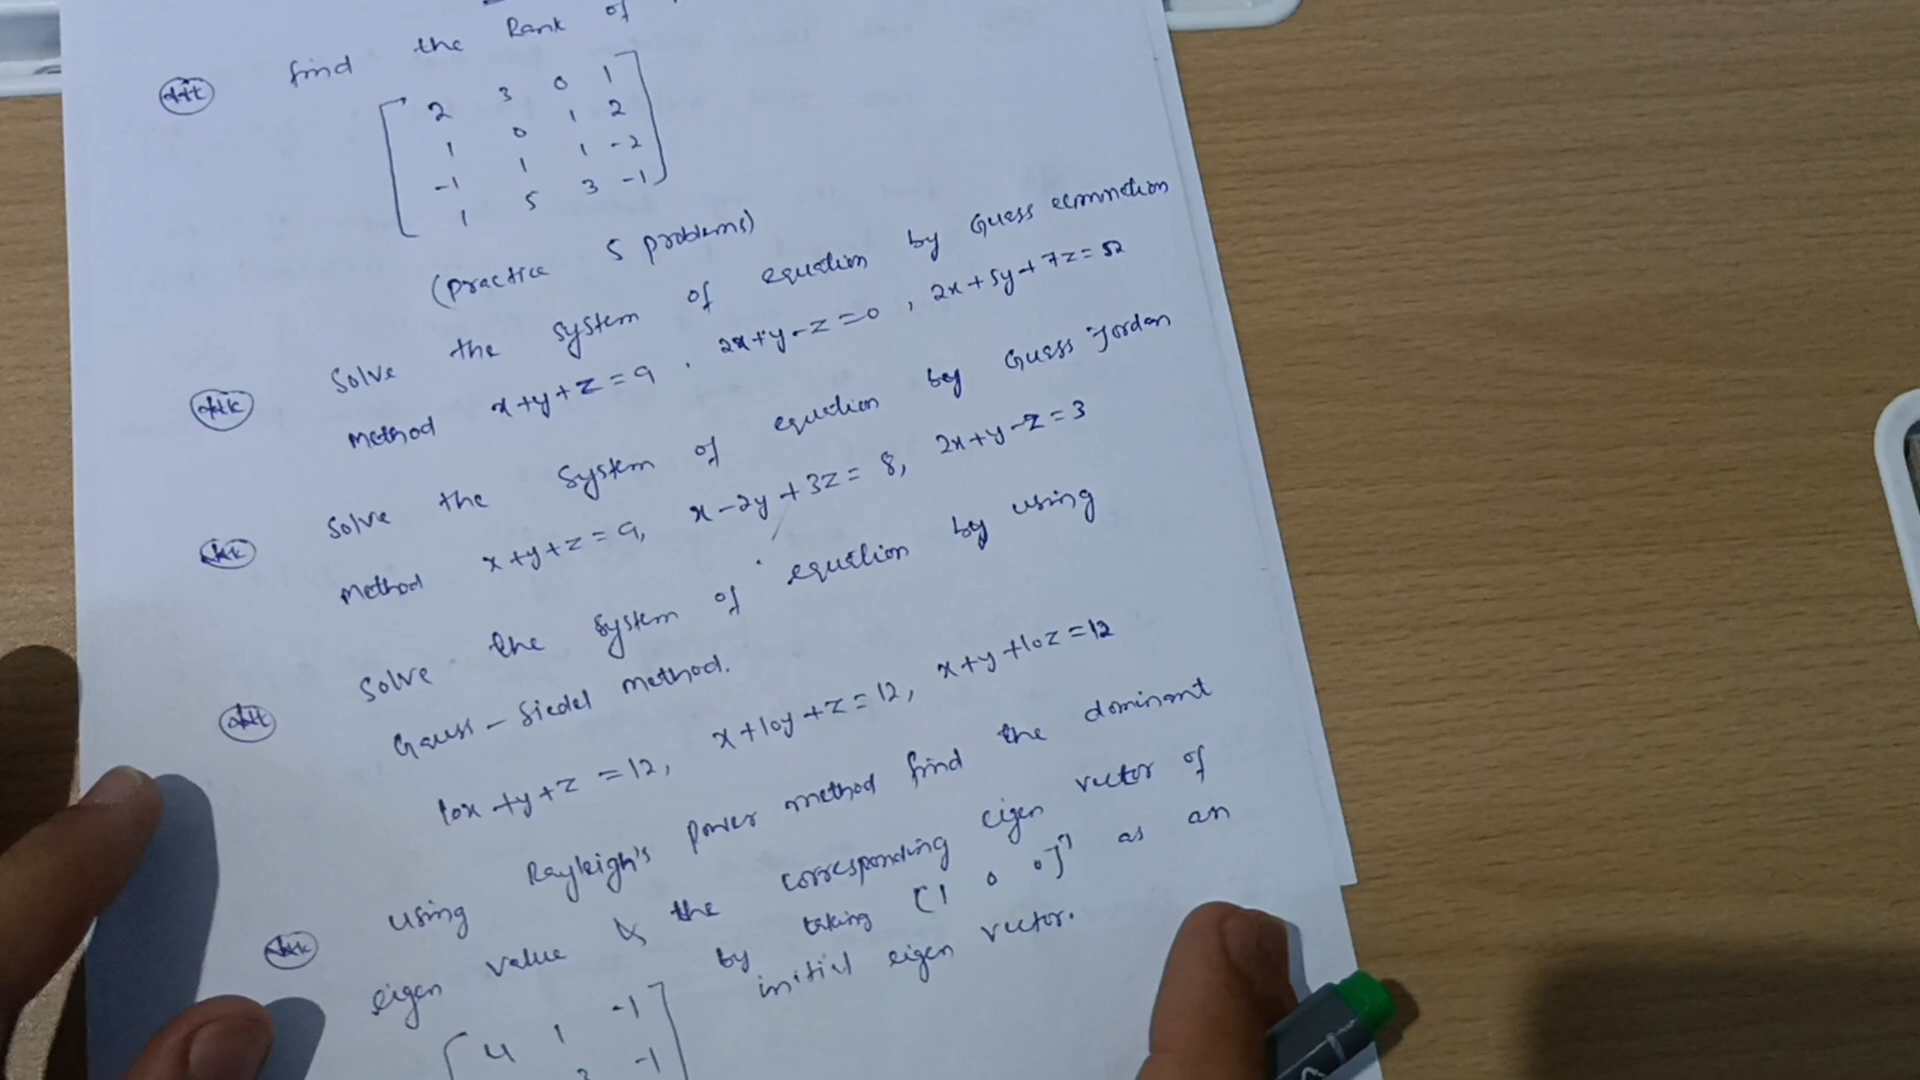 find the Rank of
2 3 0 1
1 0 1 2
-1 1 1 -2
1 5 3 -1
(practice 5 problems)
Solve the system of equation by Guess
method x+y+z=9, 2x+y-z=0, 2x+5y+7z=52
Solve the system of equation by Guess Jordan
method x+y+z=9, x-2y+3z=8, 2x+y-z=3
Solve the system of equation by using
Gauss-Siedel method.
10x+y+z=12, x+10y+z=12, x+y+10z=12
using Rayleigh's power method find the dominant
eigen value & the corresponding eigen vector of
by taking [1 0 0] as an
initial eigen vector.
4 1 -1
-1